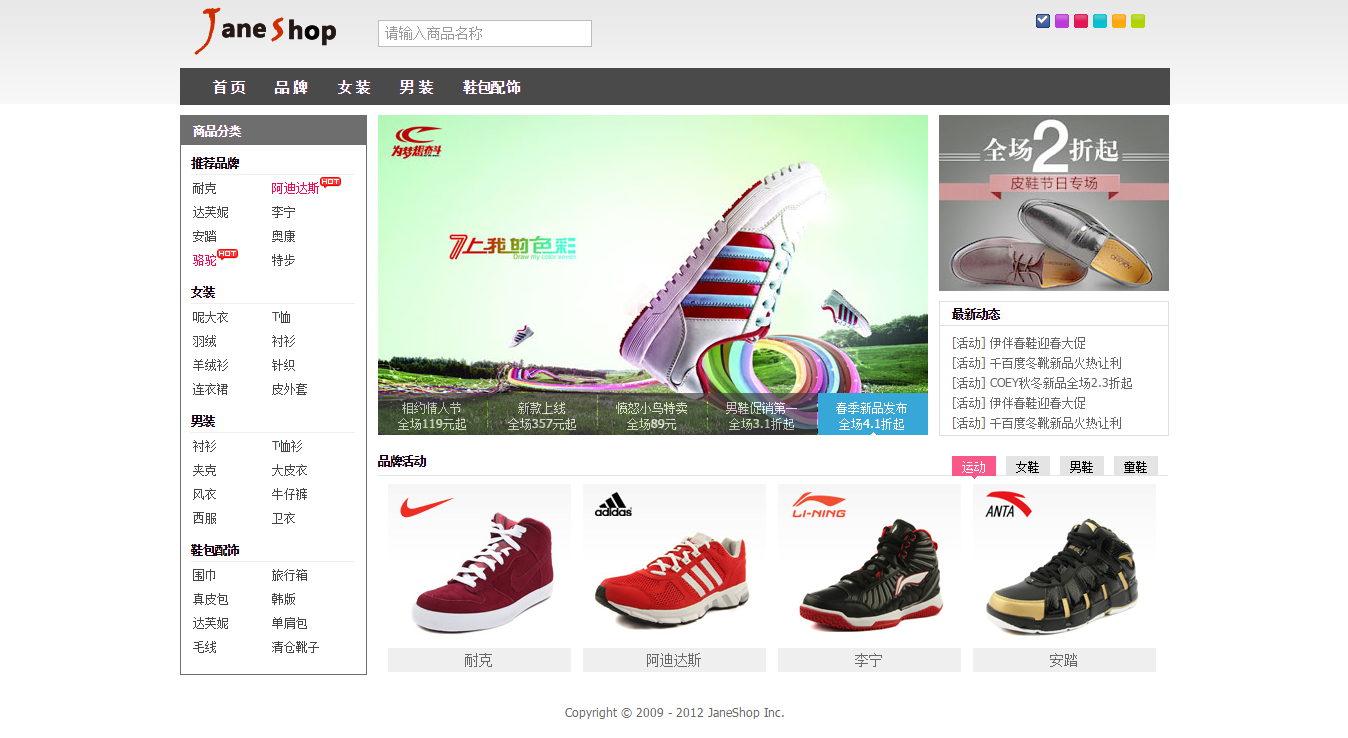 Jane Shop
请输入商品名称
首 页 品 牌 女 装 男 装 鞋包配饰
商品分类
推荐品牌
耐克 阿迪达斯 HOT
达芙妮 李宁
安踏 奥康
骆驼 HOT 特步
女装
呢大衣 T恤
羽绒 衬衫
羊绒衫 针织
连衣裙 皮外套
男装
衬衫 T恤衫
夹克 大皮衣
风衣 牛仔裤
西服 卫衣
鞋包配饰
围巾 旅行箱
真皮包 韩版
达芙妮 单肩包
毛线 清仓靴子
为梦想奋斗
7上我的色彩
Draw my color seven
相约情人节
全场119元起
新款上线
全场357元起
愤怒小鸟特卖
全场89元
男鞋促销第一
全场3.1折起
春季新品发布
全场4.1折起
全场2折起
皮鞋节日专场
最新动态
[活动] 伊伴春鞋迎春大促
[活动] 千百度冬靴新品火热让利
[活动] COEY秋冬新品全场2.3折起
[活动] 伊伴春鞋迎春大促
[活动] 千百度冬靴新品火热让利
品牌活动
运动 女鞋 男鞋 童鞋
adidas
LI-NING
ANTA
耐克 阿迪达斯 李宁 安踏
Copyright © 2009 - 2012 JaneShop Inc.